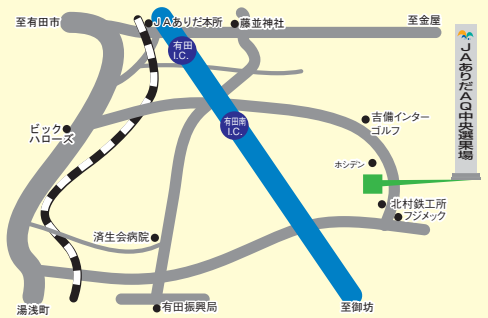 至有田市
JAありだ本所
藤並神社
至金屋
有田
I.C.
JAありだAQ中央選果場
ビック
ハローズ
有田南
I.C.
吉備インター
ゴルフ
ホシデン
北村鉄工所
フジメック
済生会病院
湯浅町
有田振興局
至御坊